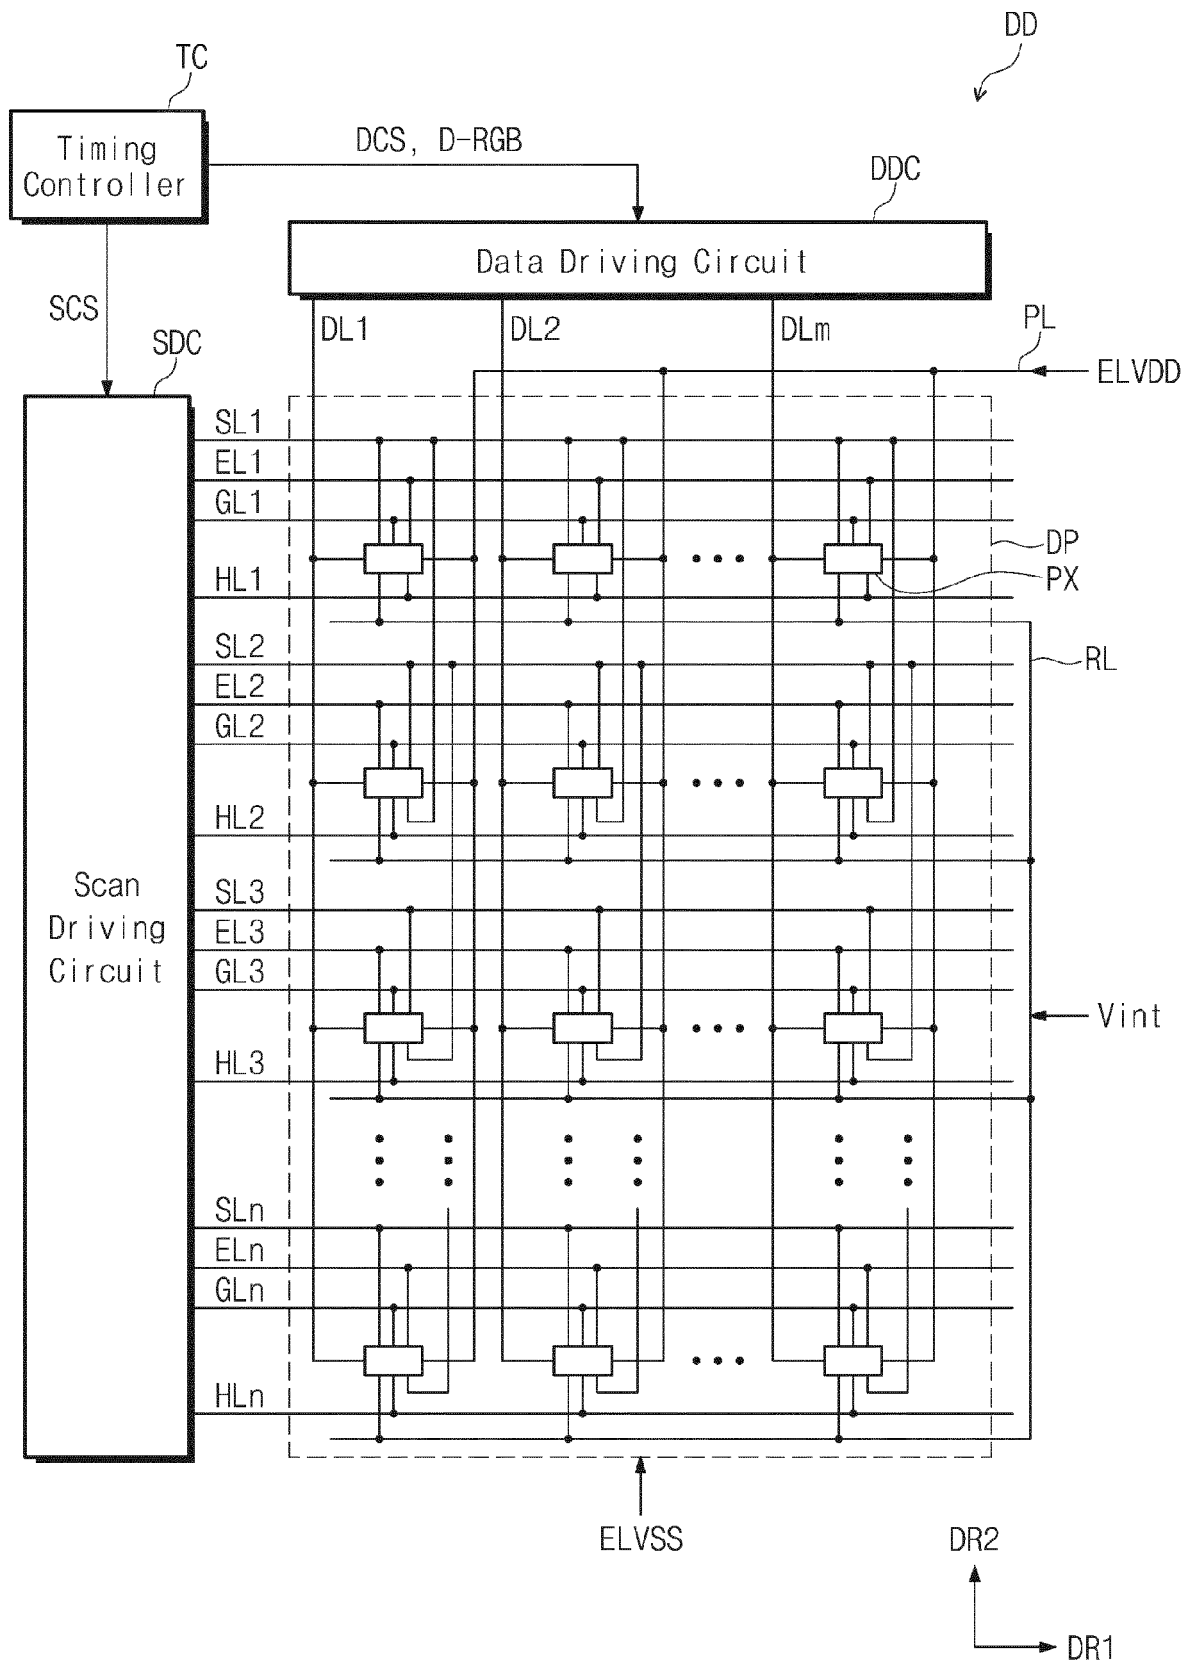 DD
TC
Timing
Controller
DCS, D-RGB
DDC
Data Driving Circuit
SCS
SDC
DL1
DL2
DLm
PL
ELVDD
SL1
EL1
GL1
DP
PX
HL1
SL2
RL
EL2
GL2
HL2
Scan
Driving
Circuit
SL3
EL3
GL3
Vint
HL3
SLn
ELn
GLn
HLn
ELVSS
DR2
DR1